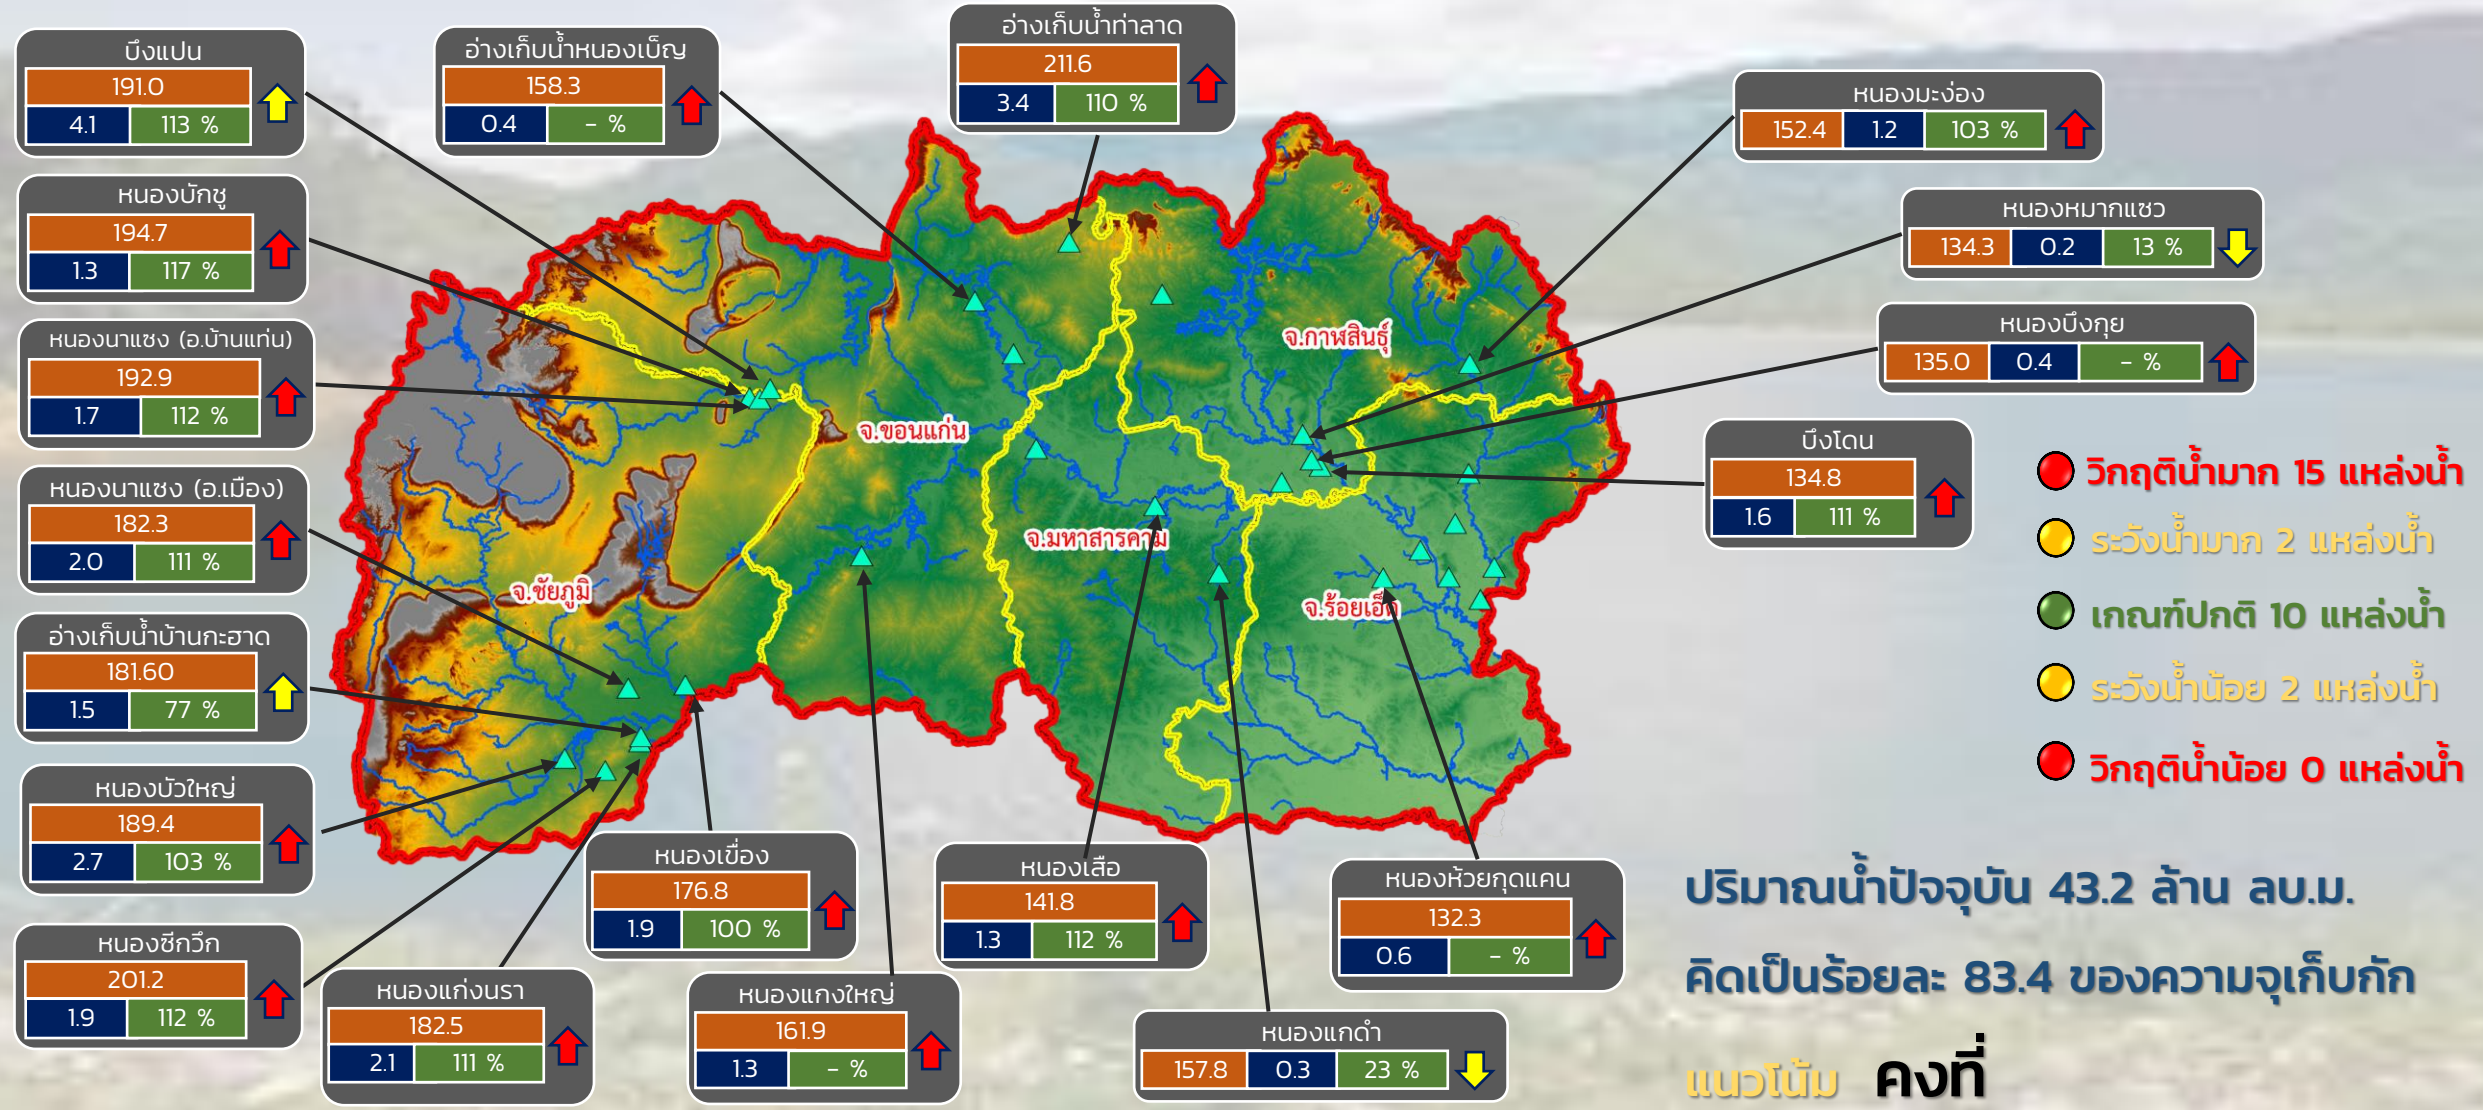 บึงแปน
191.0
4.1 113 %
อ่างเก็บน้ำหนองเบ็ญ
158.3
0.4 - %
อ่างเก็บน้ำท่าลาด
211.6
3.4 110 %
หนองมะง่อง
152.4 1.2 103 %
หนองบักซู
194.7
1.3 117 %
หนองหมากแซว
134.3 0.2 13 %
หนองนาแซง (อ.บ้านแท่น)
192.9
1.7 112 %
หนองบึงกุย
135.0 0.4 - %
จ.กาฬสินธุ์
จ.ขอนแก่น
บึงโดน
134.8
1.6 111 %
หนองนาแซง (อ.เมือง)
182.3
2.0 111 %
จ.มหาสารคาม
จ.ชัยภูมิ
จ.ร้อยเอ็ด
วิกฤติน้ำมาก 15 แหล่งน้ำ
ระวังน้ำมาก 2 แหล่งน้ำ
เกณฑ์ปกติ 10 แหล่งน้ำ
ระวังน้ำน้อย 2 แหล่งน้ำ
วิกฤติน้ำน้อย 0 แหล่งน้ำ
อ่างเก็บน้ำบ้านกะฮาด
181.60
1.5 77 %
หนองบัวใหญ่
189.4
2.7 103 %
หนองเขื่อง
176.8
1.9 100 %
หนองเสือ
141.8
1.3 112 %
หนองห้วยกุดแคน
132.3
0.6 - %
หนองซีกวึก
201.2
1.9 112 %
หนองแก่งนรา
182.5
2.1 111 %
หนองแกงใหญ่
161.9
1.3 - %
หนองแกดำ
157.8 0.3 23 %
ปริมาณน้ำปัจจุบัน 43.2 ล้าน ลบ.ม.
คิดเป็นร้อยละ 83.4 ของความจุเก็บกัก
แนวโน้ม คงที่